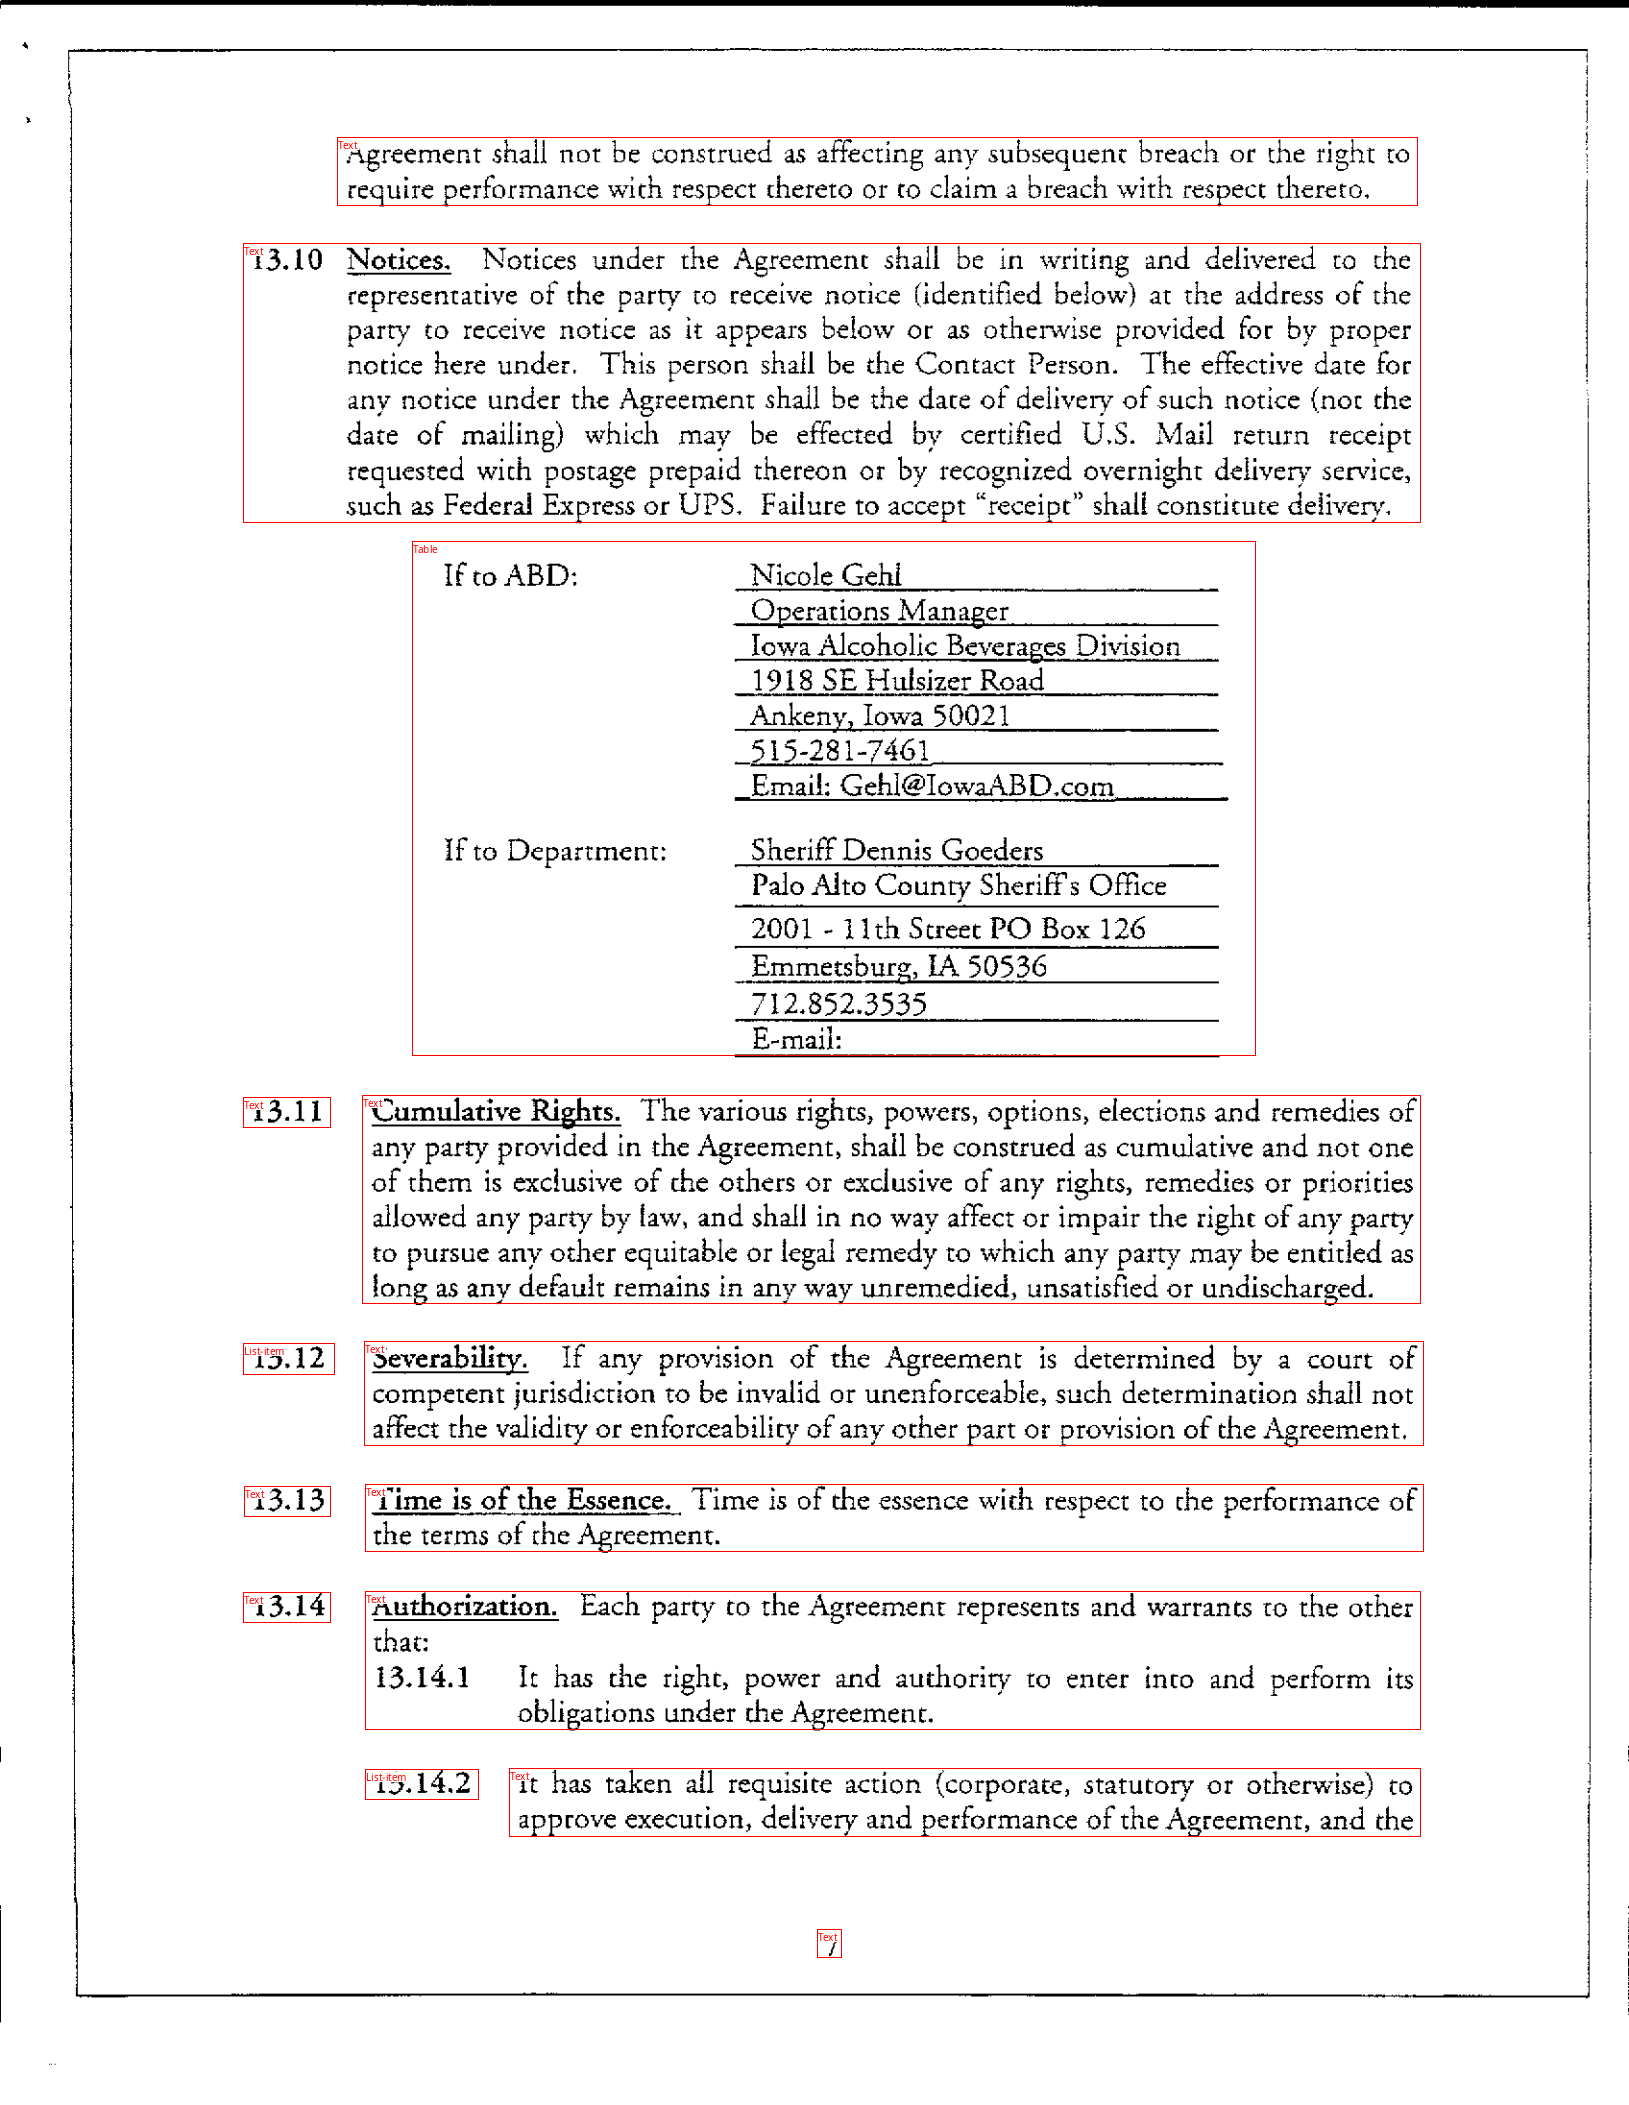 Agreement shall not be construed as affecting any subsequent breach or the right to
require performance with respect thereto or to claim a breach with respect thereto.
13.10 Notices. Notices under the Agreement shall be in writing and delivered to the
representative of the party to receive notice (identified below) at the address of the
party to receive notice as it appears below or as otherwise provided for by proper
notice here under. This person shall be the Contact Person. The effective date for
any notice under the Agreement shall be the date of delivery of such notice (not the
date of mailing) which may be effected by certified U.S. Mail return receipt
requested with postage prepaid thereon or by recognized overnight delivery service,
such as Federal Express or UPS. Failure to accept “receipt” shall constitute delivery.
If to ABD: Nicole Gehl
Operations Manager
Iowa Alcoholic Beverages Division
1918 SE Hulsizer Road
Ankeny, Iowa 50021
515-281-7461
Email: Gehl@IowaABD.com
If to Department: Sheriff Dennis Goeders
Palo Alto County Sheriff's Office
2001 - 11th Street PO Box 126
Emmetsburg, IA 50536
712.852.3535
E-mail:
13.11 Cumulative Rights. The various rights, powers, options, elections and remedies of
any party provided in the Agreement, shall be construed as cumulative and not one
of them is exclusive of the others or exclusive of any rights, remedies or priorities
allowed any party by law, and shall in no way affect or impair the right of any party
to pursue any other equitable or legal remedy to which any party may be entitled as
long as any default remains in any way unremedied, unsatisfied or undischarged.
13.12 Severability. If any provision of the Agreement is determined by a court of
competent jurisdiction to be invalid or unenforceable, such determination shall not
affect the validity or enforceability of any other part or provision of the Agreement.
13.13 Time is of the Essence. Time is of the essence with respect to the performance of
the terms of the Agreement.
13.14 Authorization. Each party to the Agreement represents and warrants to the other
that:
13.14.1 It has the right, power and authority to enter into and perform its
obligations under the Agreement.
13.14.2 It has taken all requisite action (corporate, statutory or otherwise) to
approve execution, delivery and performance of the Agreement, and the
7